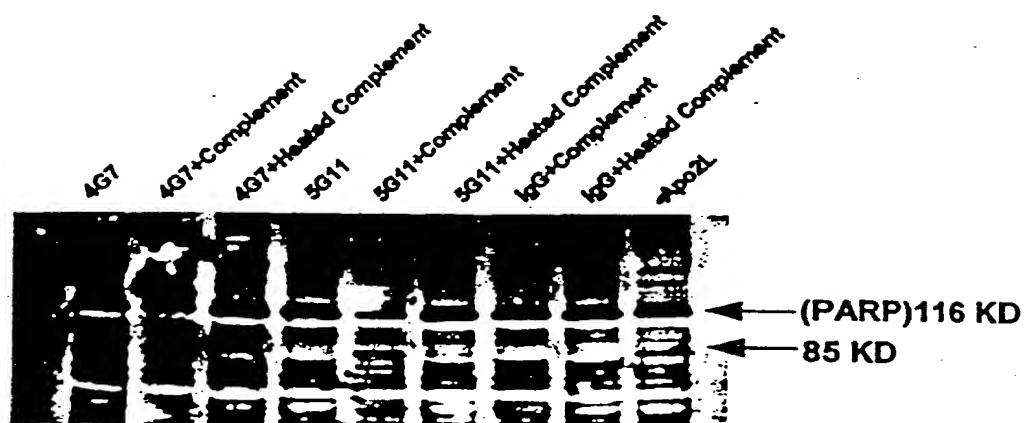 4G7
4G7+Complement
4G7+Heated Complement
5G11
5G11+Complement
5G11+Heated Complement
IgG+Complement
IgG+Heated Complement
Apo2L
(PARP)116 KD
85 KD